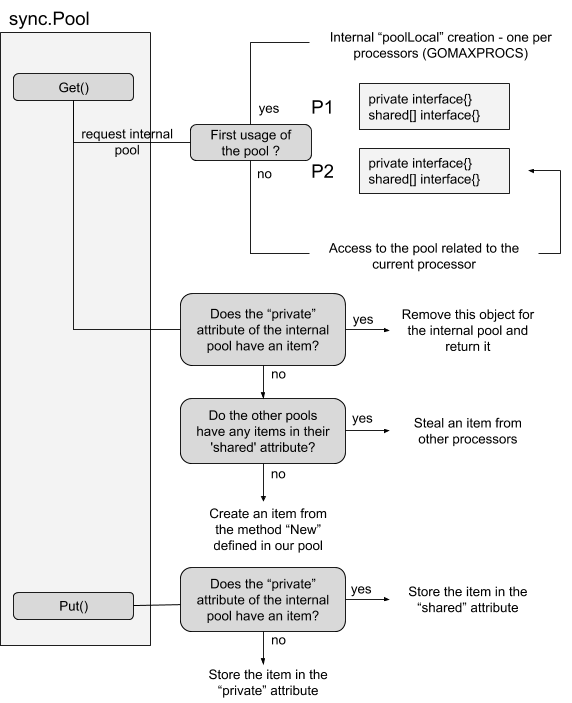 sync.Pool
Internal “poolLocal” creation - one per
processors (GOMAXPROCS)
Get()
yes
P1
private interface{}
shared[] interface{}
request internal
pool
First usage of
the pool ?
no
P2
private interface{}
shared[] interface{}
Access to the pool related to the
current processor
Does the “private”
attribute of the internal
pool have an item?
yes
Remove this object for
the internal pool and
return it
no
Do the other pools
have any items in their
'shared' attribute?
yes
Steal an item from
other processors
no
Create an item from
the method “New”
defined in our pool
Put()
Does the “private”
attribute of the internal
pool have an item?
yes
Store the item in the
“shared” attribute
no
Store the item in the
“private” attribute